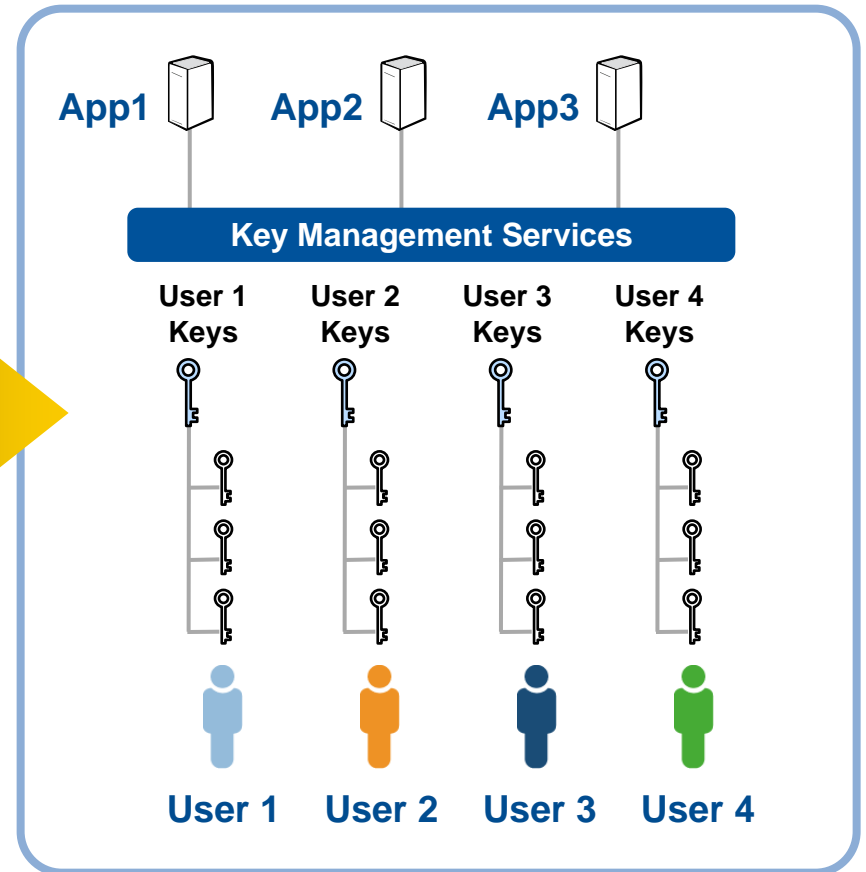 App1 App2 App3
Key Management Services
User 1 User 2 User 3 User 4
Keys Keys Keys Keys
User 1 User 2 User 3 User 4